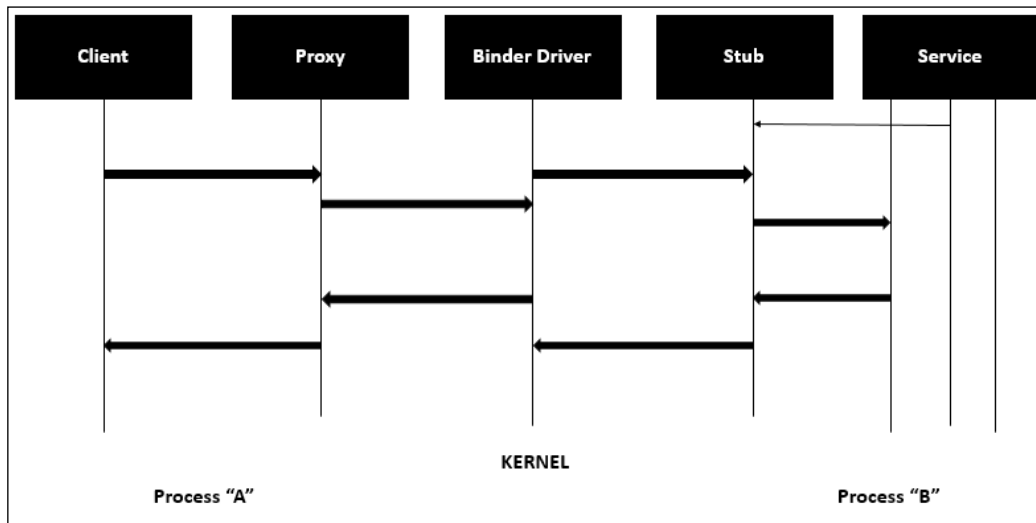 Client
Proxy
Binder Driver
Stub
Service
KERNEL
Process “A”
Process “B”